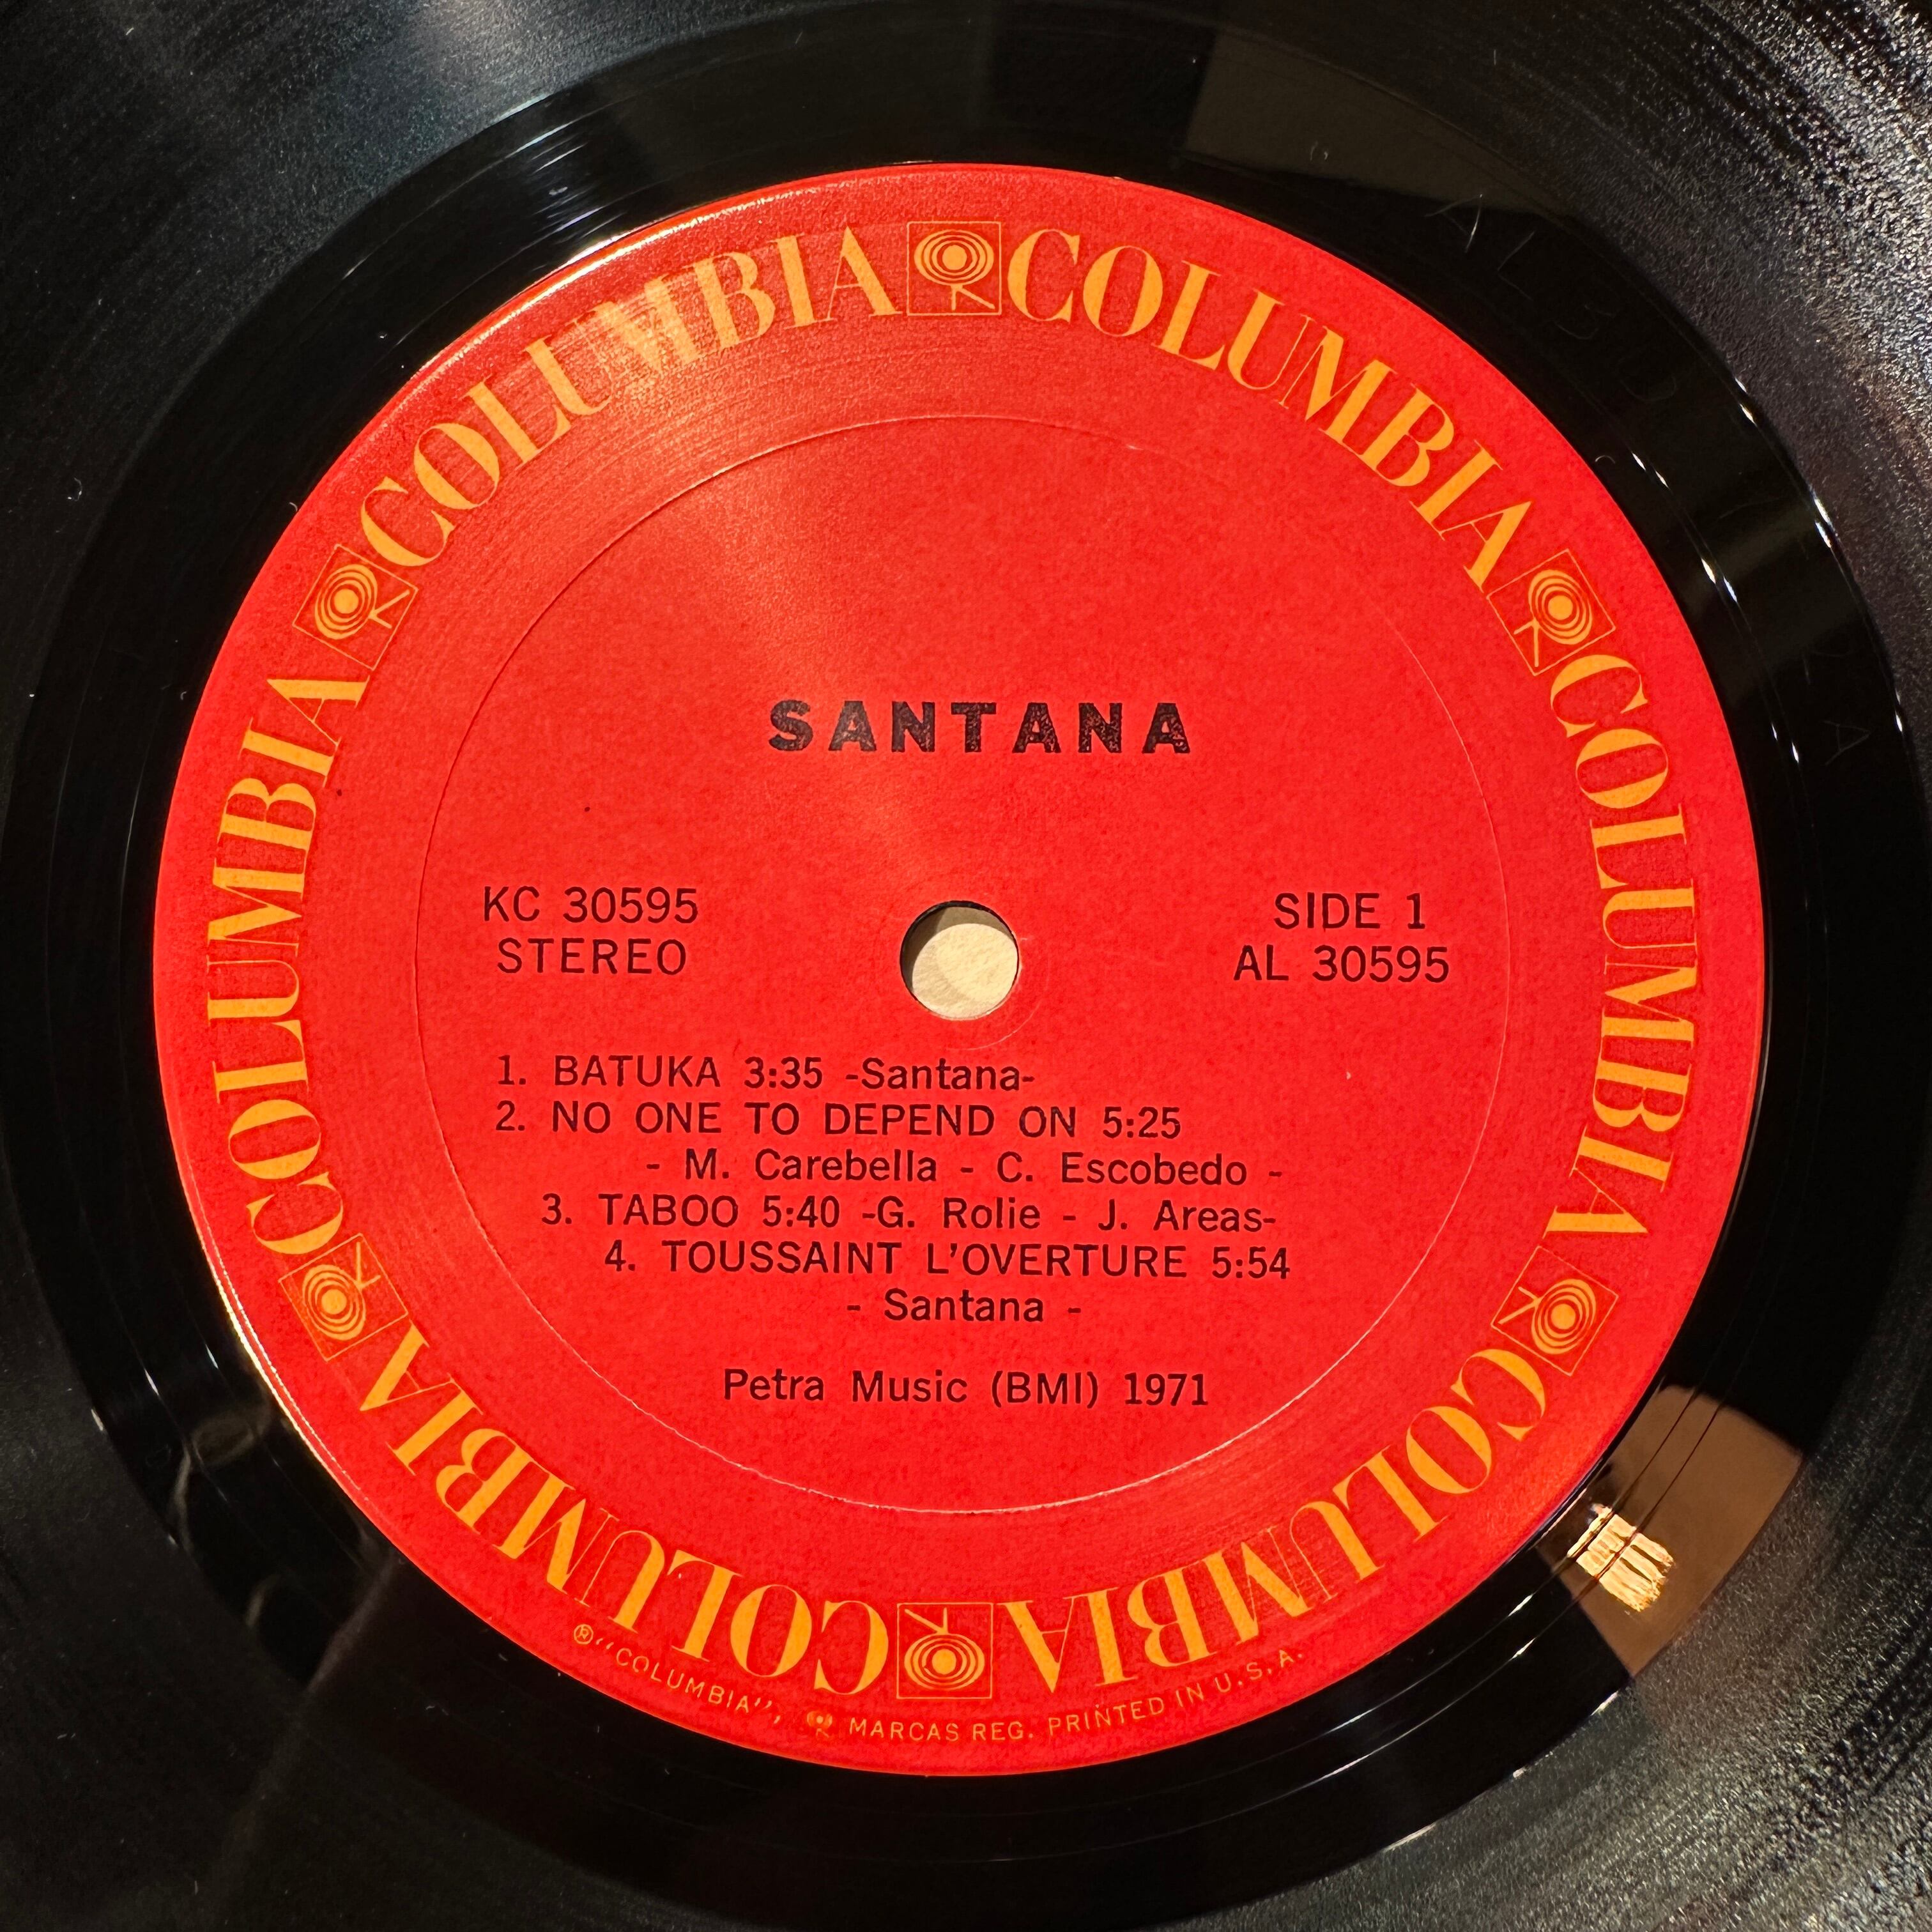 COLUMBIA COLUMBIA COLUMBIA COLUMBIA COLUMBIA COLUMBIA
SANTANA
KC 30595
STEREO
SIDE 1
AL 30595
1. BATUKA 3:35 -Santana-
2. NO ONE TO DEPEND ON 5:25
- M. Carebella - C. Escobedo -
3. TABOO 5:40 -G. Rolie - J. Areas-
4. TOUSSAINT L'OVERTURE 5:54
- Santana -
Petra Music (BMI) 1971
® "COLUMBIA", MARCAS REG. PRINTED IN U.S.A.